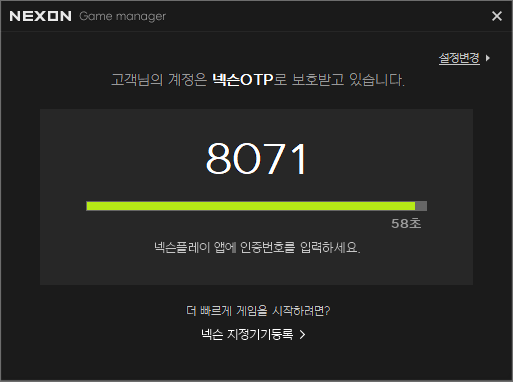 NEXON Game manager
설정변경
고객님의 계정은 넥슨OTP로 보호받고 있습니다.
8071
58초
넥슨플레이 앱에 인증번호를 입력하세요.
더 빠르게 게임을 시작하려면?
넥슨 지정기기등록 >